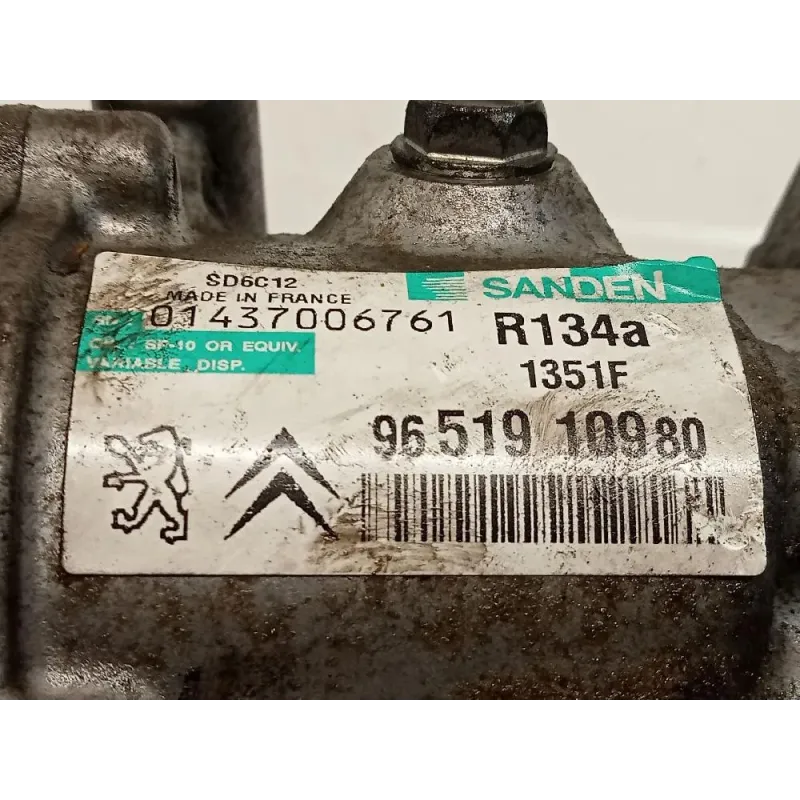 SD6C12
MADE IN FRANCE
SANDEN
01437006761
R134a
SP-10 OR EQUIV.
VARIABLE DISP.
1351F
96 519 109 80